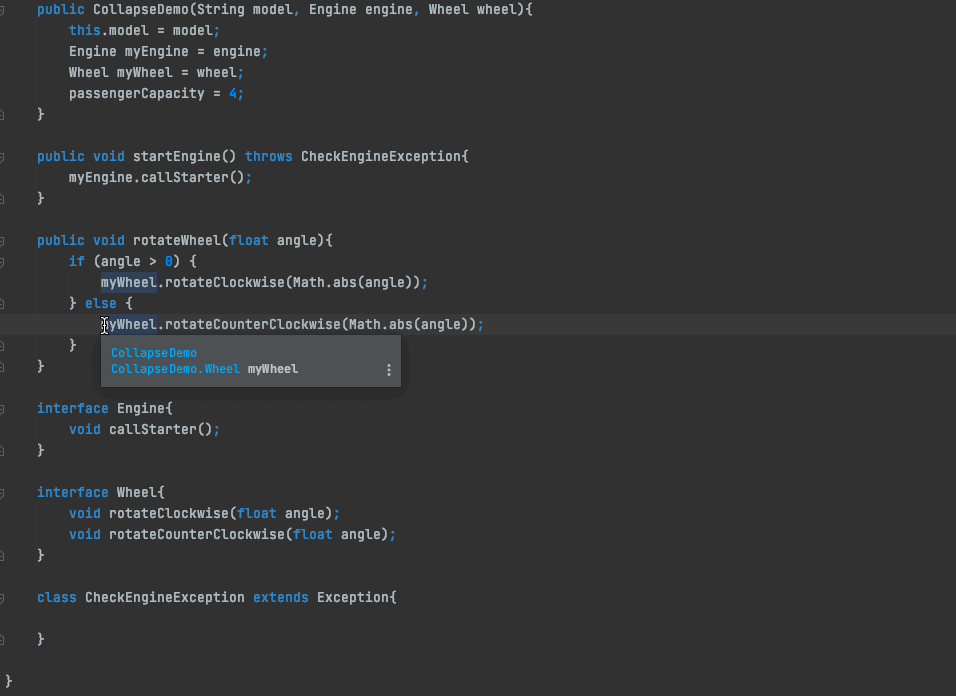 public CollapseDemo(String model, Engine engine, Wheel wheel){
this.model = model;
Engine myEngine = engine;
Wheel myWheel = wheel;
passengerCapacity = 4;
}
public void startEngine() throws CheckEngineException{
myEngine.callStarter();
}
public void rotateWheel(float angle){
if (angle > 0) {
myWheel.rotateClockwise(Math.abs(angle));
} else {
myWheel.rotateCounterClockwise(Math.abs(angle));
}
CollapseDemo
CollapseDemo.Wheel myWheel
}
interface Engine{
void callStarter();
}
interface Wheel{
void rotateClockwise(float angle);
void rotateCounterClockwise(float angle);
}
class CheckEngineException extends Exception{
}
}